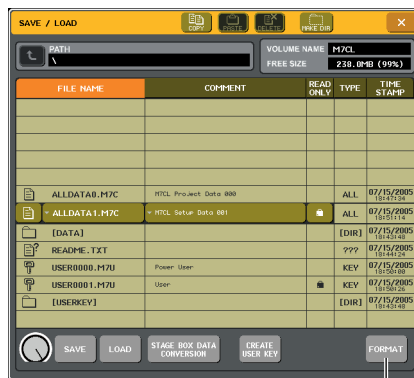 SAVE / LOAD
COPY PASTE DELETE MAKE DIR
PATH
\
VOLUME NAME M7CL
FREE SIZE 238.0MB (99%)
FILE NAME COMMENT READ ONLY TYPE TIME STAMP
ALLDATA0.M7C M7CL Project Data 000 ALL 07/15/2005 18:47:34
ALLDATA1.M7C M7CL Setup Data 001 ALL 07/15/2005 18:51:14
[DATA] [DIR] 07/15/2005 18:43:48
README.TXT ??? 07/15/2005 18:44:24
USER0000.M7U Power User KEY 07/15/2005 18:50:00
USER0001.M7U User KEY 07/15/2005 18:50:26
[USERKEY] [DIR] 07/15/2005 18:43:48
SAVE LOAD STAGE BOX DATA CONVERSION CREATE USER KEY FORMAT